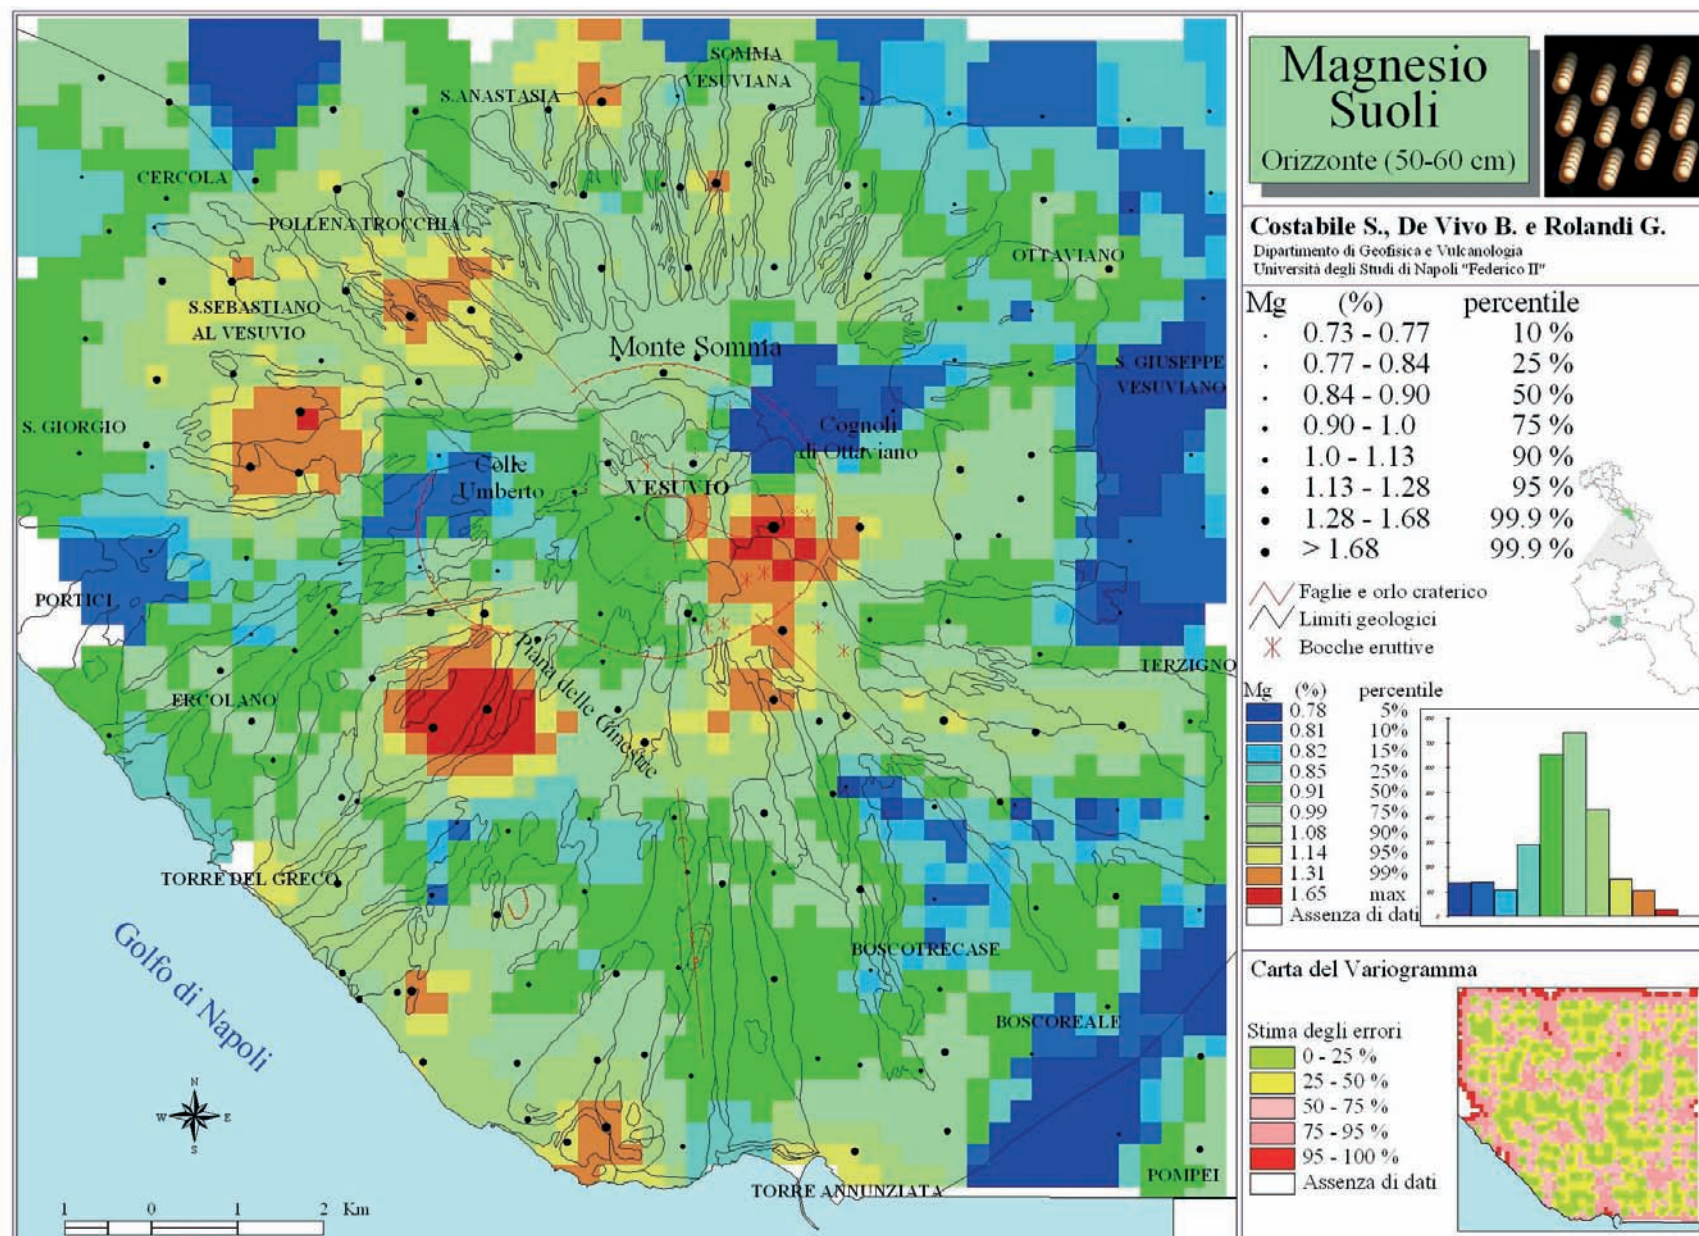 SOMMA
VESUVIANA
S.ANASTASIA
CERCOLA
POLLENA TROCCHIA
OTTAVIANO
S.SEBASTIANO
AL VESUVIO
Monte Somma
S. GIUSEPPE
VESUVIANO
S. GIORGIO
Cognoli
di Ottaviano
Colle
Umberto
VESUVIO
PORTICI
Piana delle Ginestre
TERZIGNO
ERCOLANO
TORRE DEL GRECO
BOSCOTRECASE
Golfo di Napoli
BOSCOREALE
N
W E
S
POMPEI
TORRE ANNUNZIATA
1 0 1 2 Km
Magnesio
Suoli
Orizzonte (50-60 cm)
Costabile S., De Vivo B. e Rolandi G.
Dipartimento di Geofisica e Vulcanologia
Università degli Studi di Napoli "Federico II"
Mg (%) percentile
0.73 - 0.77 10 %
0.77 - 0.84 25 %
0.84 - 0.90 50 %
0.90 - 1.0 75 %
1.0 - 1.13 90 %
1.13 - 1.28 95 %
1.28 - 1.68 99.9 %
> 1.68 99.9 %
Faglie e orlo craterico
Limiti geologici
Bocche eruttive
Mg (%) percentile
0.78 5%
0.81 10%
0.82 15%
0.85 25%
0.91 50%
0.99 75%
1.08 90%
1.14 95%
1.31 99%
1.65 max
Assenza di dati
Carta del Variogramma
Stima degli errori
0 - 25 %
25 - 50 %
50 - 75 %
75 - 95 %
95 - 100 %
Assenza di dati